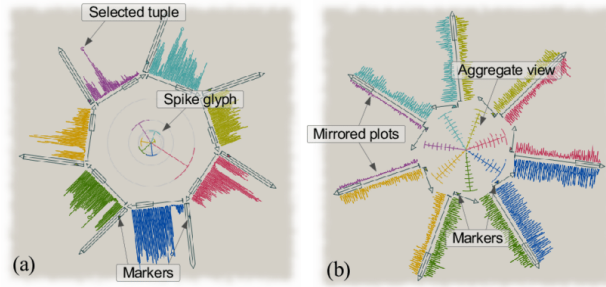 Selected tuple
Spike glyph
Markers
(a)
Aggregate view
Mirrored plots
Markers
(b)